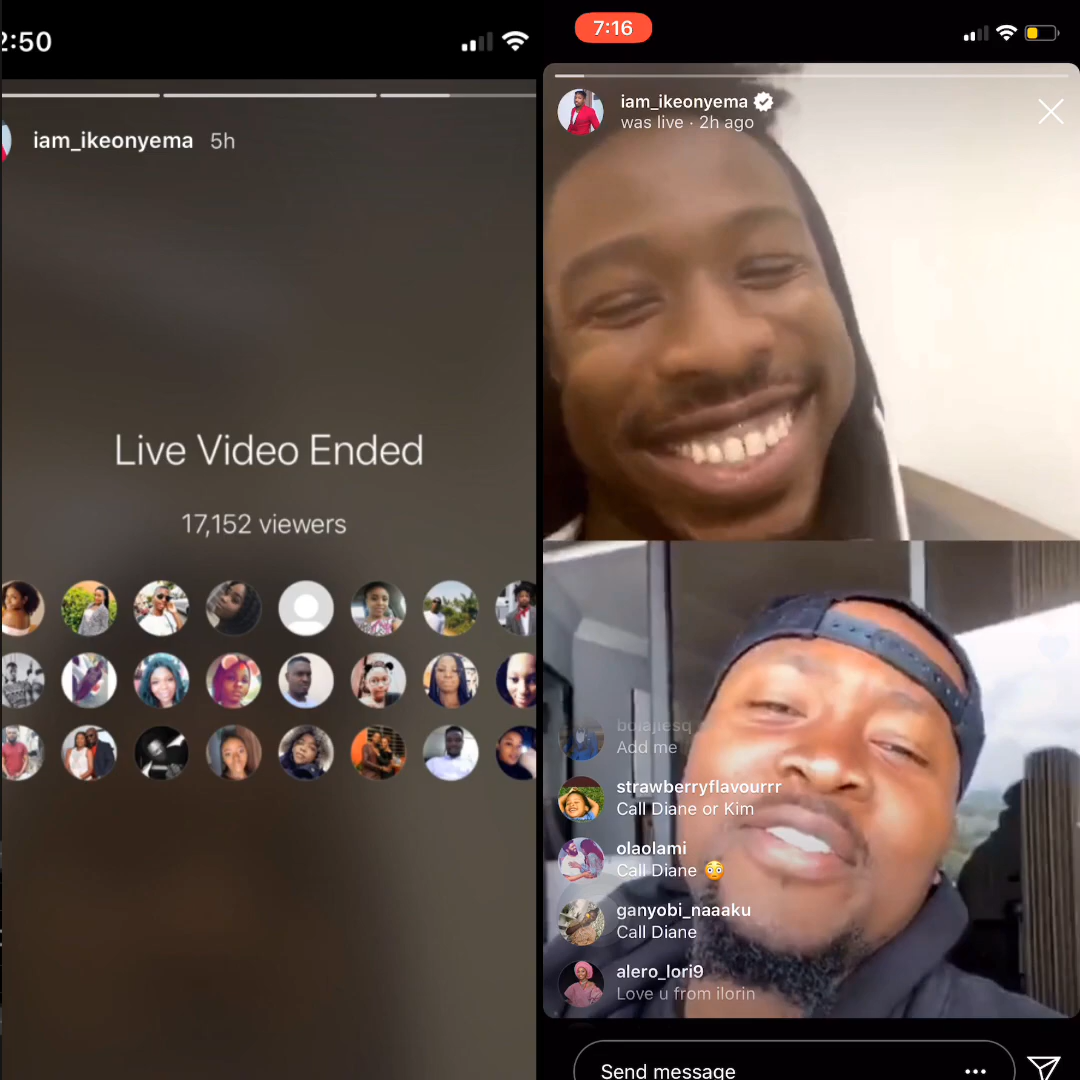 2:50
iam_ikeonyema 5h
Live Video Ended
17,152 viewers
7:16
iam_ikeonyema
was live · 2h ago
bolajiesq
Add me
strawberryflavourrr
Call Diane or Kim
olaolami
Call Diane 😳
ganyobi_naaaku
Call Diane
alero_lori9
Love u from ilorin
Send message